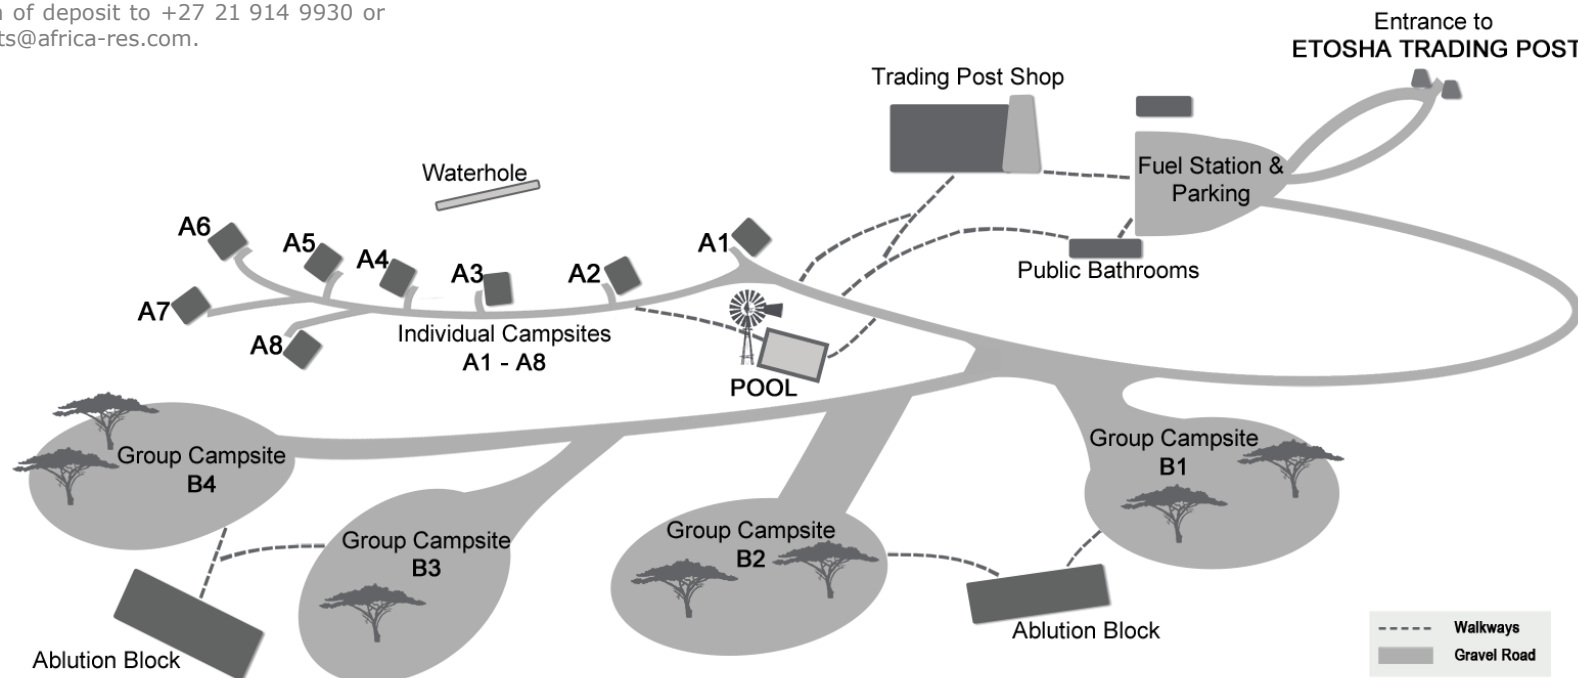 of deposit to +27 21 914 9930 or
ts@africa-res.com.
Entrance to
ETOSHA TRADING POST
Trading Post Shop
Fuel Station &
Parking
Waterhole
A6
A5
A4
A3
A2
A1
Public Bathrooms
A7
A8
Individual Campsites
A1 - A8
POOL
Group Campsite
B4
Group Campsite
B3
Group Campsite
B2
Group Campsite
B1
Ablution Block
Ablution Block
Walkways
Gravel Road